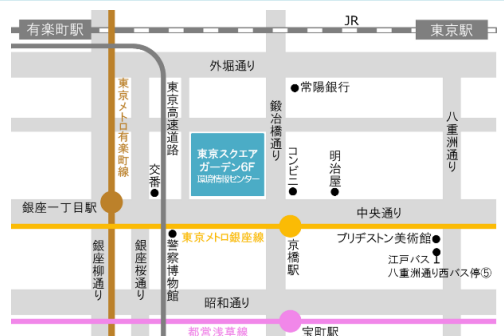 JR
有楽町駅
東京駅
外堀通り
東京メトロ有楽町線
東京高速道路
常陽銀行
鍛冶橋通り
八重洲通り
東京スクエア
ガーデン6F
環境情報センター
交番
コンビニ
明治屋
銀座一丁目駅
中央通り
東京メトロ銀座線
ブリヂストン美術館
京橋駅
江戸バス
八重洲通り西バス停⑤
銀座柳通り
銀座桜通り
警察博物館
昭和通り
都営浅草線
宝町駅